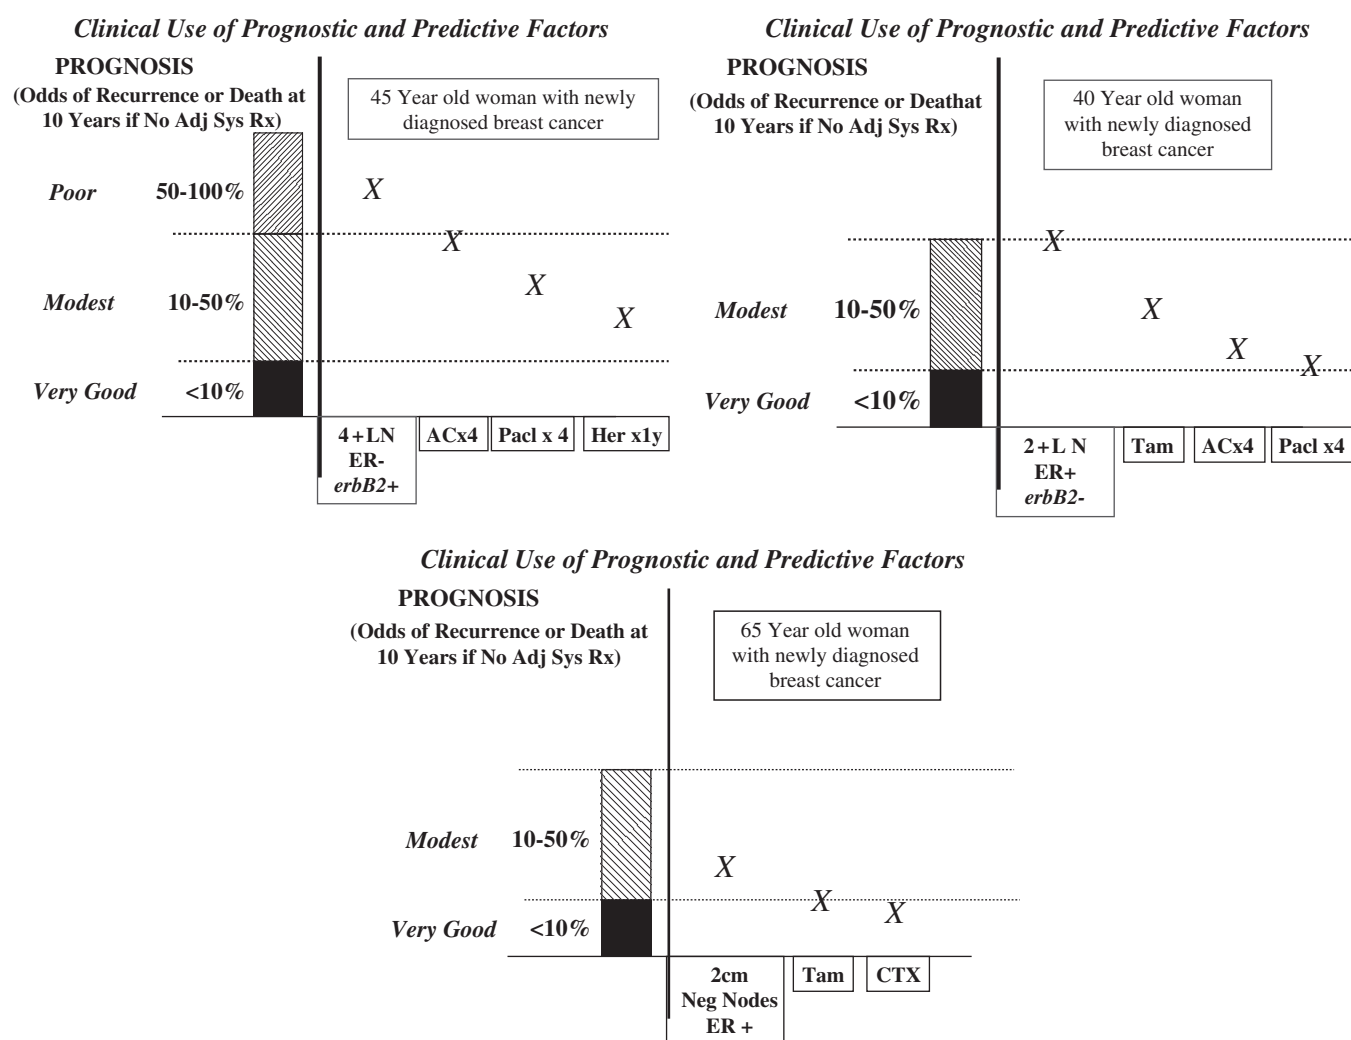 Clinical Use of Prognostic and Predictive Factors
PROGNOSIS
(Odds of Recurrence or Death at
10 Years if No Adj Sys Rx)
45 Year old woman with newly
diagnosed breast cancer
Poor 50-100%
X
X
X
Modest 10-50%
X
Very Good <10%
4+LN
ER-
erbB2+
ACx4
Pacl x 4
Her x1y
Clinical Use of Prognostic and Predictive Factors
PROGNOSIS
(Odds of Recurrence or Deathat
10 Years if No Adj Sys Rx)
40 Year old woman
with newly diagnosed
breast cancer
X
Modest 10-50%
X
X
X
Very Good <10%
2+L N
ER+
erbB2-
Tam
ACx4
Pacl x4
Clinical Use of Prognostic and Predictive Factors
PROGNOSIS
(Odds of Recurrence or Death at
10 Years if No Adj Sys Rx)
65 Year old woman
with newly diagnosed
breast cancer
Modest 10-50%
X
X
X
Very Good <10%
2cm
Neg Nodes
ER +
Tam
CTX